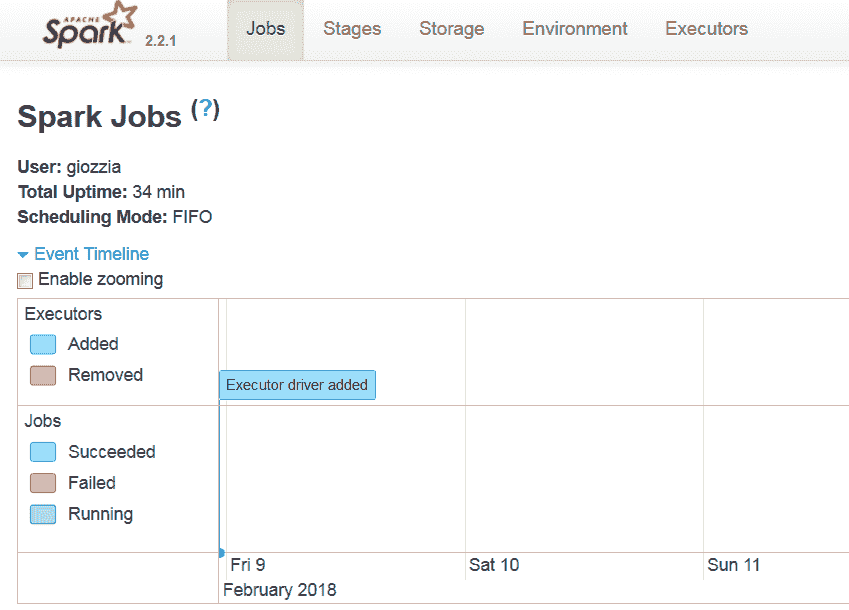 APACHE
Spark 2.2.1 Jobs Stages Storage Environment Executors
Spark Jobs (?)
User: giozzia
Total Uptime: 34 min
Scheduling Mode: FIFO
Event Timeline
Enable zooming
Executors
Added
Removed
Executor driver added
Jobs
Succeeded
Failed
Running
Fri 9 Sat 10 Sun 11
February 2018